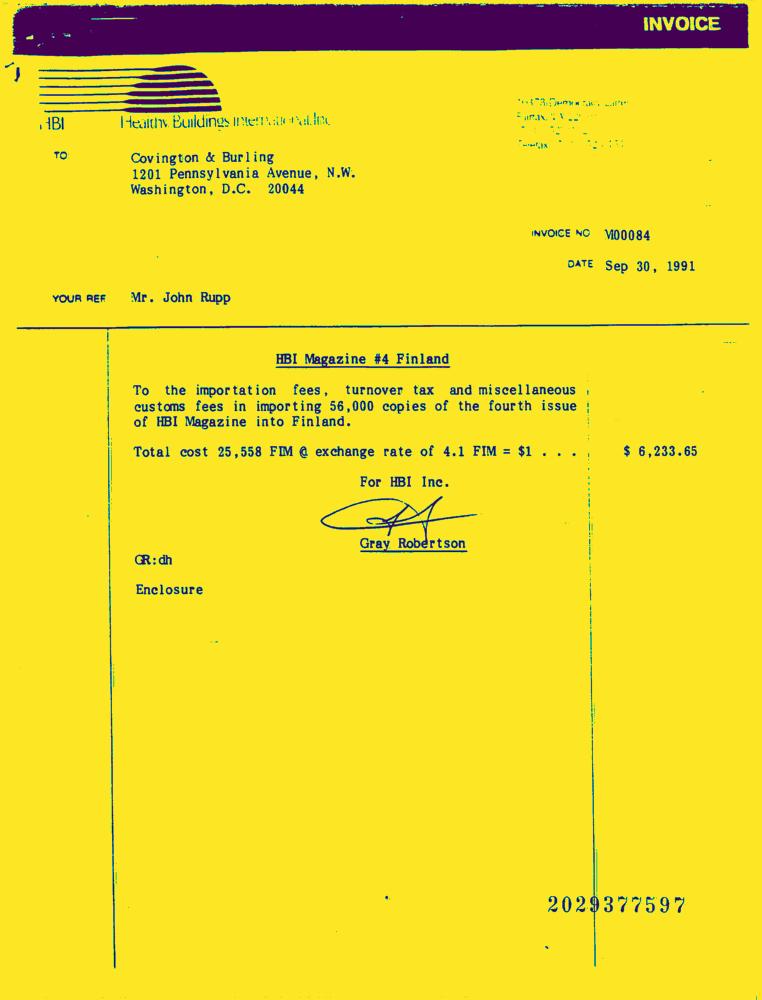 INVOICE
HBI Healthy Buildings International, Inc.
TO Covington & Burling
1201 Pennsylvania Avenue, N.W.
Washington, D.C. 20044
INVOICE NO M00084
DATE Sep 30, 1991
YOUR REF Mr. John Rupp
HBI Magazine #4 Finland
To the importation fees, turnover tax and miscellaneous
customs fees in importing 56,000 copies of the fourth issue
of HBI Magazine into Finland.
Total cost 25,558 FIM @ exchange rate of 4.1 FIM = $1 . . . $ 6,233.65
For HBI Inc.
Gray Robertson
GR:dh
Enclosure
2029377597